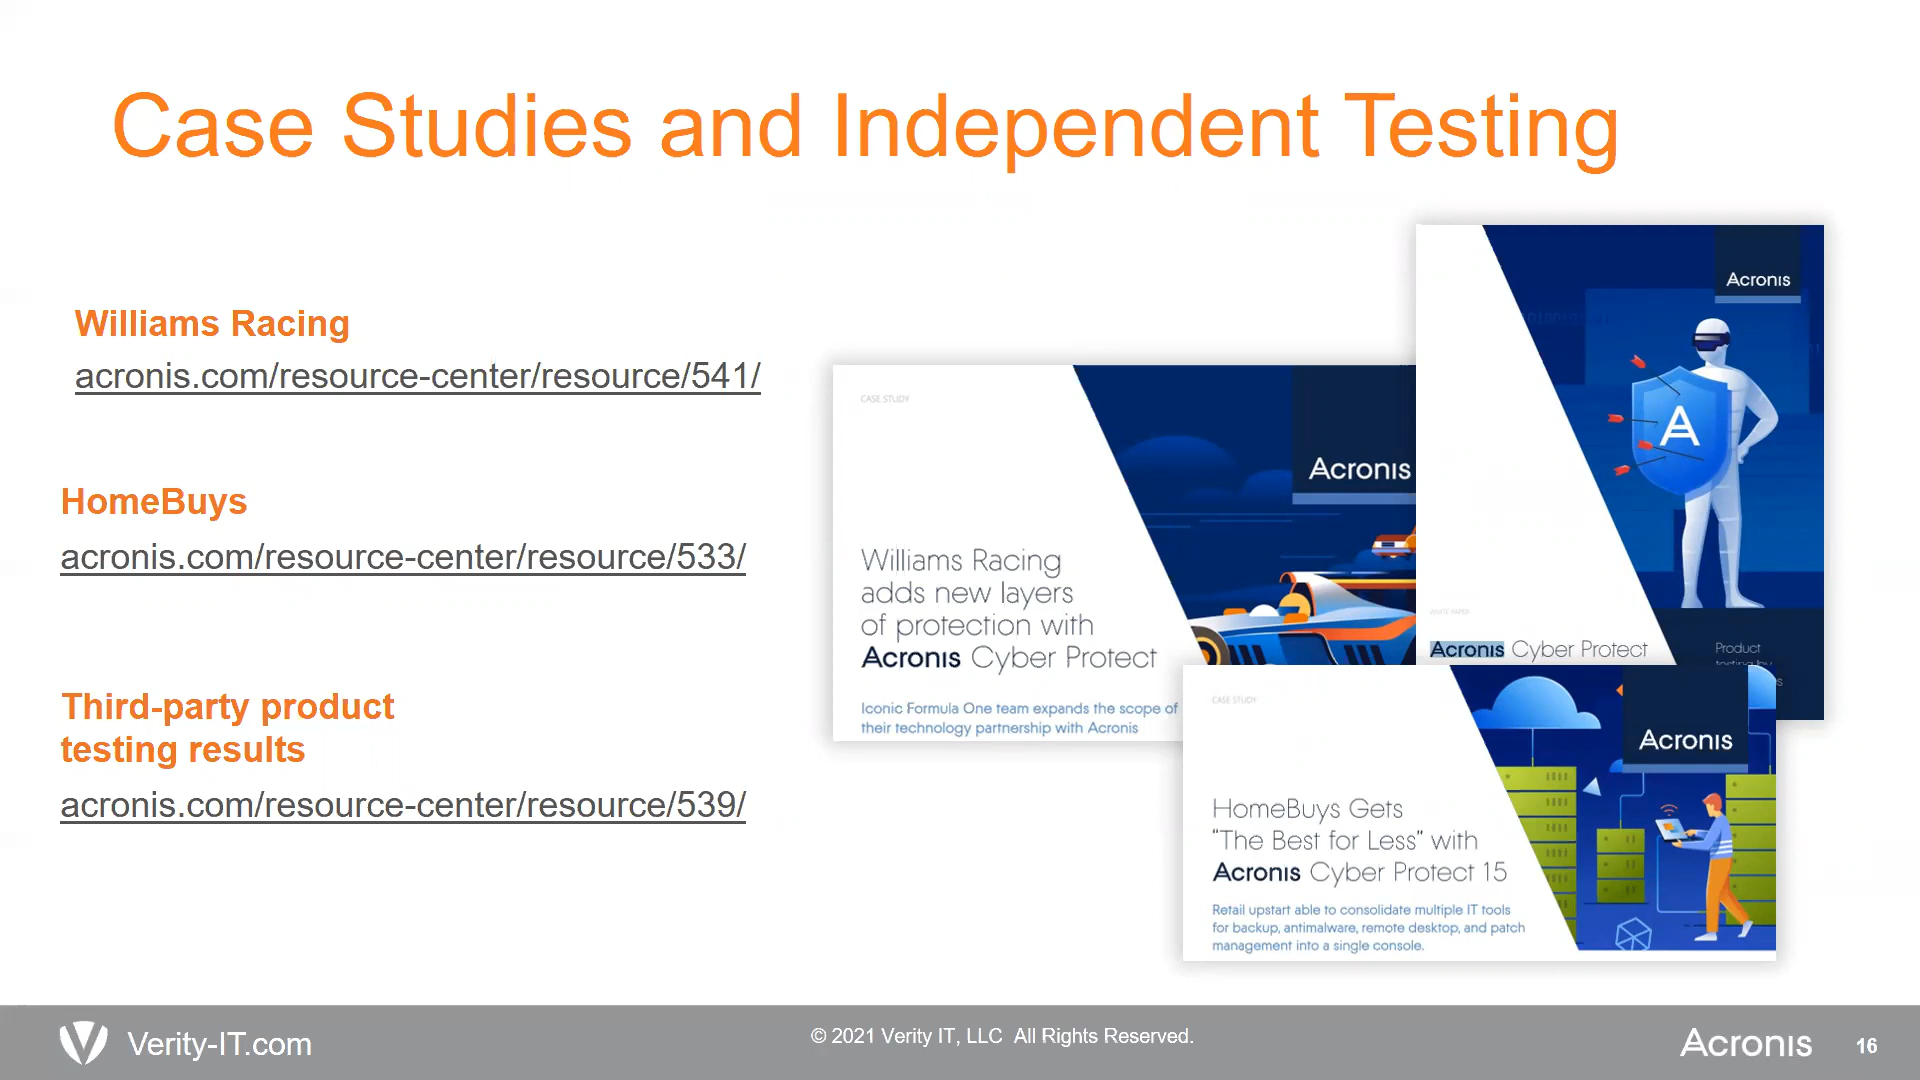 Case Studies and Independent Testing
Williams Racing
acronis.com/resource-center/resource/541/
HomeBuys
acronis.com/resource-center/resource/533/
Third-party product
testing results
acronis.com/resource-center/resource/539/
CASE STUDY
Acronis
Williams Racing
adds new layers
of protection with
Acronis Cyber Protect
Iconic Formula One team expands the scope of
their technology partnership with Acronis
Acronis
A
WHITE PAPER
Acronis Cyber Protect
Product
testing by
CASE STUDY
Acronis
HomeBuys Gets
“The Best for Less” with
Acronis Cyber Protect 15
Retail upstart able to consolidate multiple IT tools
for backup, antimalware, remote desktop, and patch
management into a single console.
Verity-IT.com
© 2021 Verity IT, LLC All Rights Reserved.
Acronis
16